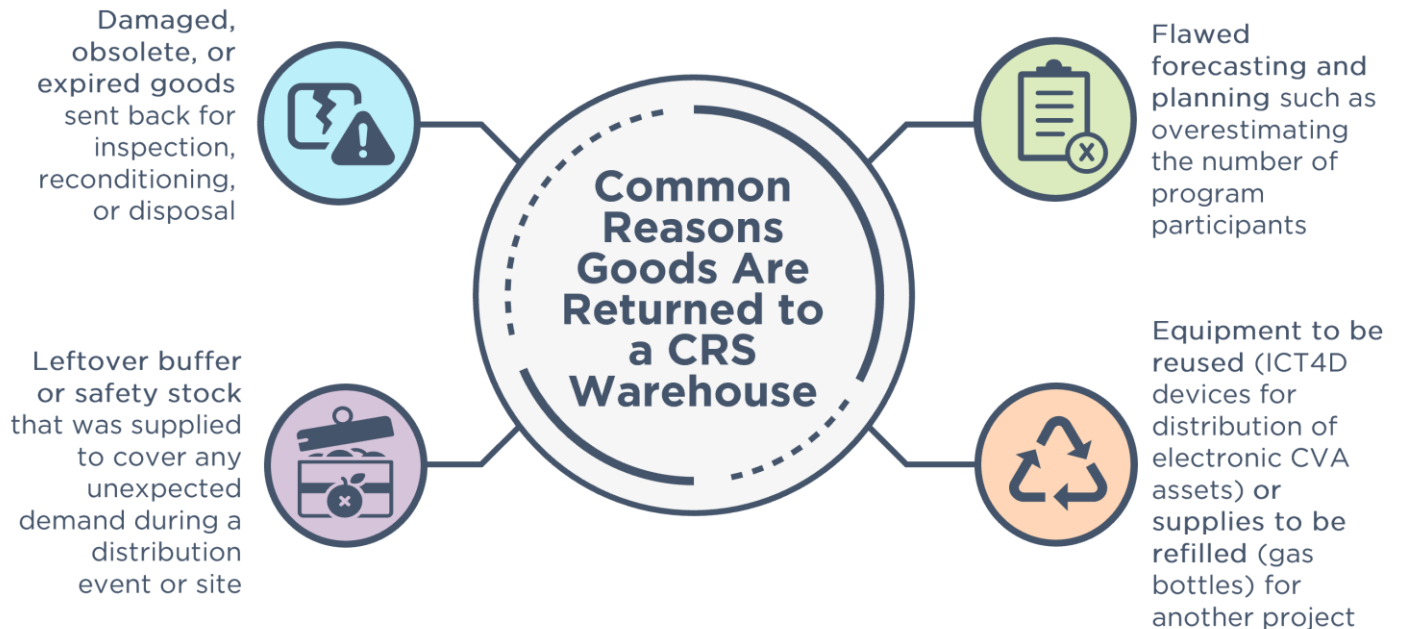 Damaged,
obsolete, or
expired goods
sent back for
inspection,
reconditioning,
or disposal
Flawed
forecasting and
planning such as
overestimating
the number of
program
participants
Common
Reasons
Goods Are
Returned to
a CRS
Warehouse
Leftover buffer
or safety stock
that was supplied
to cover any
unexpected
demand during a
distribution
event or site
Equipment to be
reused (ICT4D
devices for
distribution of
electronic CVA
assets) or
supplies to be
refilled (gas
bottles) for
another project